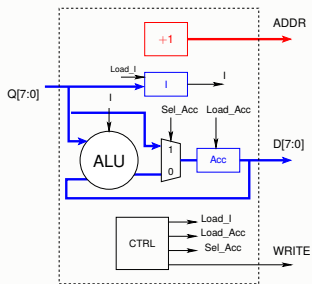 ADDR
+1
Load_I
Q[7:0]
I
I
I
Sel_Acc
Load_Acc
ALU
1
0
Acc
D[7:0]
CTRL
Load_I
Load_Acc
Sel_Acc
WRITE